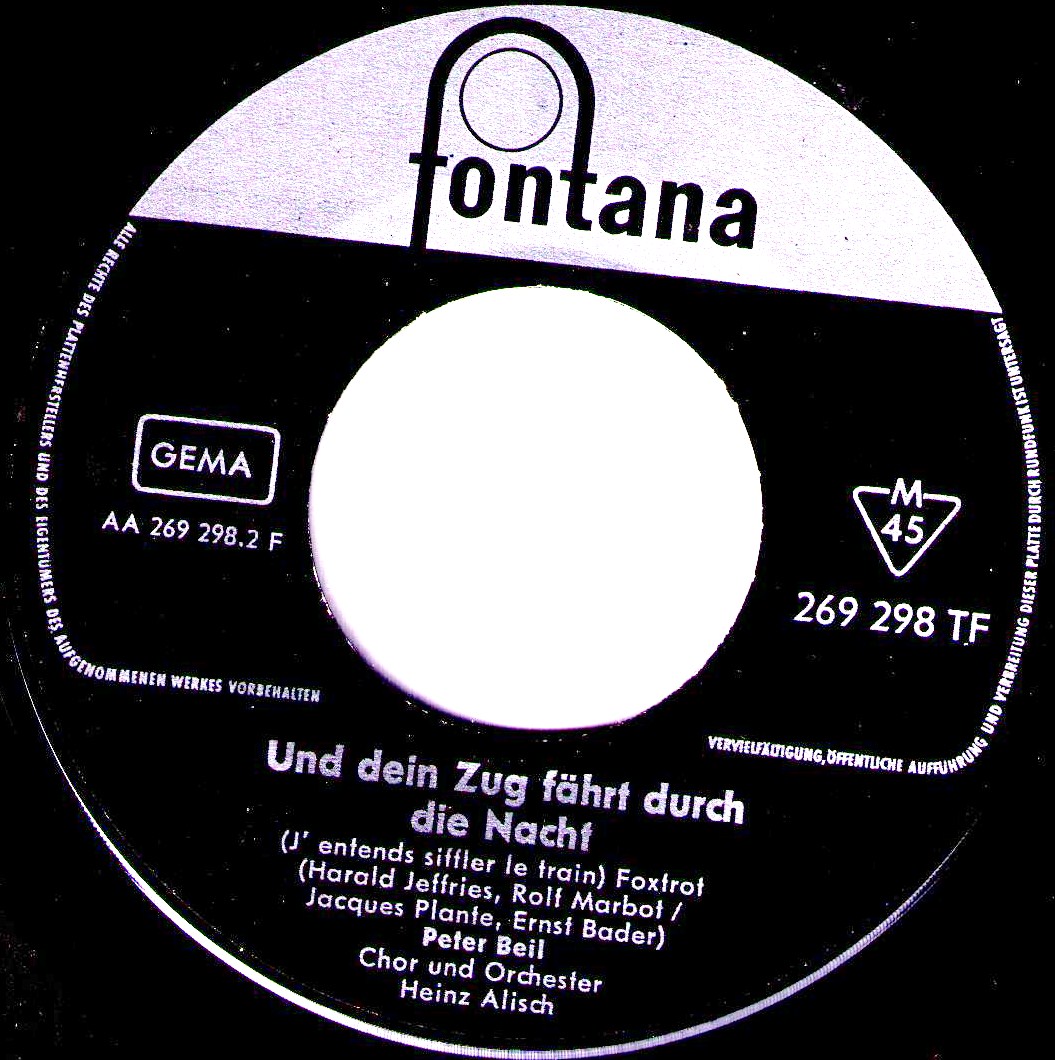 fontana
ALLE RECHTE DES PLATTENHERSTELLERS UND DES EIGENTÜMERS DES AUFGENOMMENEN WERKES VORBEHALTEN
GEMA
AA 269 298.2 F
M
45
269 298 TF
VERVIELFÄLTIGUNG, ÖFFENTLICHE AUFFÜHRUNG UND VERBREITUNG DIESER PLATTE DURCH RUNDFUNK IST UNTERSAGT
Und dein Zug fährt durch
die Nacht
(J' entends siffler le train) Foxtrot
(Harald Jeffries, Rolf Marbot /
Jacques Plante, Ernst Bader)
Peter Beil
Chor und Orchester
Heinz Alisch